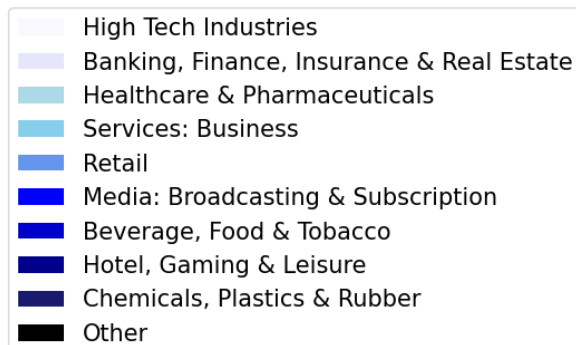 High Tech Industries
Banking, Finance, Insurance & Real Estate
Healthcare & Pharmaceuticals
Services: Business
Retail
Media: Broadcasting & Subscription
Beverage, Food & Tobacco
Hotel, Gaming & Leisure
Chemicals, Plastics & Rubber
Other